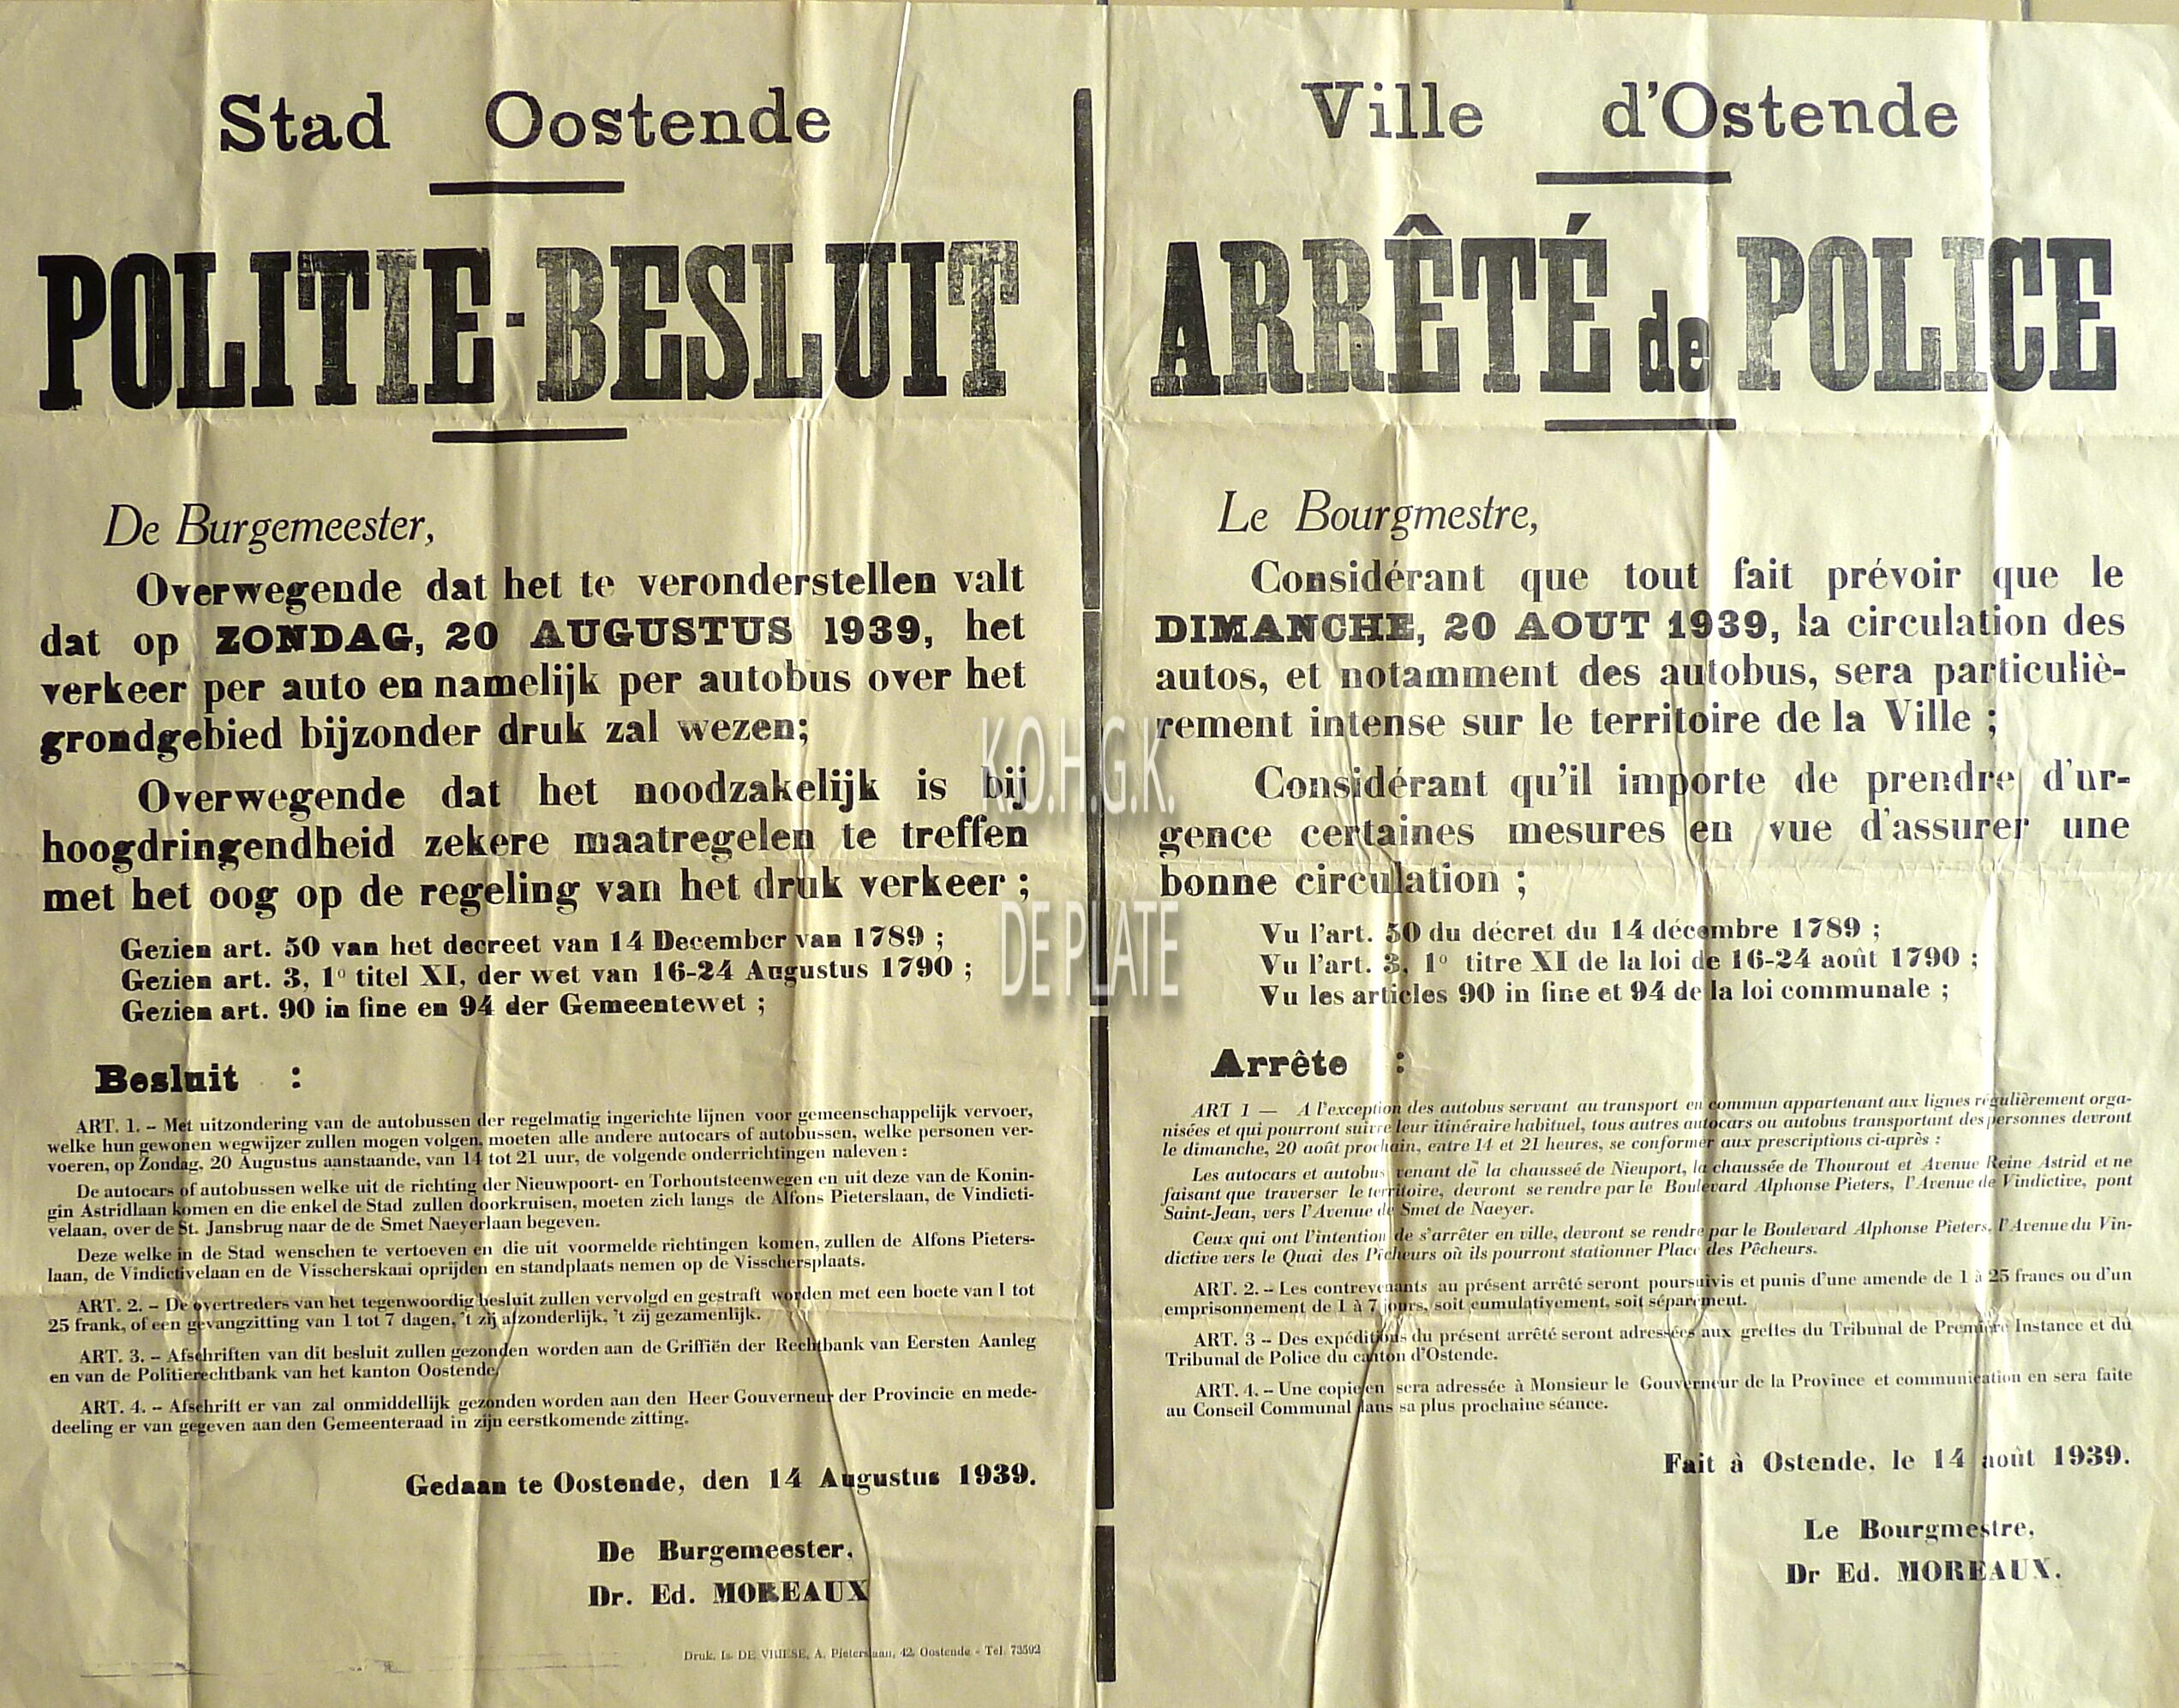 Stad Oostende
POLITIE-BESLUIT
De Burgemeester,
Overwegende dat het te veronderstellen valt
dat op ZONDAG, 20 AUGUSTUS 1939, het
verkeer per auto en namelijk per autobus over het
grondgebied bijzonder druk zal wezen;
Overwegende dat het noodzakelijk is bij
hoogdringendheid zekere maatregelen te treffen
met het oog op de regeling van het druk verkeer ;
Gezien art. 50 van het decreet van 14 December van 1789 ;
Gezien art. 3, 1º titel XI, der wet van 16-24 Augustus 1790 ;
Gezien art. 90 in fine en 94 der Gemeentewet ;
Besluit :
ART. 1. – Met uitzondering van de autobussen der regelmatig ingerichte lijnen voor gemeenschappelijk vervoer,
welke hun gewonen wegwijzer zullen mogen volgen, moeten alle andere autocars of autobussen, welke personen ver-
voeren, op Zondag, 20 Augustus aanstaande, van 14 tot 21 uur, de volgende onderrichtingen naleven :
De autocars of autobussen welke uit de richting der Nieuwpoort- en Torhoutsteenwegen en uit deze van de Konin-
gin Astridlaan komen en die enkel de Stad zullen doorkruisen, moeten zich langs de Alfons Pieterslaan, de Vindicti-
velaan, over de St. Jansbrug naar de de Smet Naeyerlaan begeven.
Deze welke in de Stad wenschen te vertoeven en die uit voormelde richtingen komen, zullen de Alfons Pieters-
laan, de Vindictivelaan en de Visscherskaai oprijden en standplaats nemen op de Visschersplaats.
ART. 2. – De overtreders van het tegenwoordig besluit zullen vervolgd en gestraft worden met een boete van 1 tot
25 frank, of een gevangzitting van 1 tot 7 dagen, 't zij afzonderlijk, 't zij gezamenlijk.
ART. 3. – Afschriften van dit besluit zullen gezonden worden aan de Griffiën der Rechtbank van Eersten Aanleg
en van de Politierechtbank van het kanton Oostende.
ART. 4. – Afschrift er van zal onmiddellijk gezonden worden aan den Heer Gouverneur der Provincie en mede-
deeling er van gegeven aan den Gemeenteraad in zijn eerstkomende zitting.
Gedaan te Oostende, den 14 Augustus 1939.
De Burgemeester,
Dr. Ed. MOREAUX
Druk. Is. DE VRIESE, A. Pieterslaan, 42, Oostende - Tel. 73502
Ville d'Ostende
ARRÊTÉ de POLICE
Le Bourgmestre,
Considérant que tout fait prévoir que le
DIMANCHE, 20 AOUT 1939, la circulation des
autos, et notamment des autobus, sera particuliè-
rement intense sur le territoire de la Ville ;
Considérant qu'il importe de prendre d'ur-
gence certaines mesures en vue d'assurer une
bonne circulation ;
Vu l'art. 50 du décret du 14 décembre 1789 ;
Vu l'art. 3, 1º titre XI de la loi de 16-24 août 1790 ;
Vu les articles 90 in fine et 94 de la loi communale ;
Arrête :
ART 1 — A l'exception des autobus servant au transport en commun appartenant aux lignes régulièrement orga-
nisées et qui pourront suivre leur itinéraire habituel, tous autres autocars ou autobus transportant des personnes devront
le dimanche, 20 août prochain, entre 14 et 21 heures, se conformer aux prescriptions ci-après :
Les autocars et autobus venant de la chausseé de Nieuport, la chaussée de Thourout et Avenue Reine Astrid et ne
faisant que traverser le territoire, devront se rendre par le Boulevard Alphonse Pieters, l'Avenue de Vindictive, pont
Saint-Jean, vers l'Avenue de Smet de Naeyer.
Ceux qui ont l'intention de s'arrêter en ville, devront se rendre par le Boulevard Alphonse Pieters, l'Avenue du Vin-
dictive vers le Quai des Pêcheurs où ils pourront stationner Place des Pêcheurs.
ART. 2. – Les contrevenants au présent arrêté seront poursuivis et punis d'une amende de 1 à 25 francs ou d'un
emprisonnement de 1 à 7 jours, soit cumulativement, soit séparément.
ART. 3 – Des expéditions du présent arrêté seront adressées aux greffes du Tribunal de Première Instance et du
Tribunal de Police du canton d'Ostende.
ART. 4. – Une copie en sera adressée à Monsieur le Gouverneur de la Province et communication en sera faite
au Conseil Communal dans sa plus prochaine séance.
Fait à Ostende, le 14 août 1939.
Le Bourgmestre,
Dr Ed. MOREAUX.
K.O.H.G.K.
DE PLATE